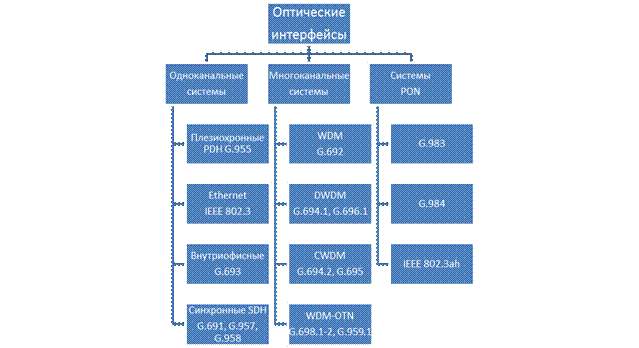 Оптические
интерфейсы
Одноканальные
системы
Многоканальные
системы
Системы
PON
Плезиохронные
PDH G.955
WDM
G.692
G.983
Ethernet
IEEE 802.3
DWDM
G.694.1, G.696.1
G.984
Внутриофисные
G.693
CWDM
G.694.2, G.695
IEEE 802.3ah
Синхронные SDH
G.691, G.957,
G.958
WDM-OTN
G.698.1-2, G.959.1